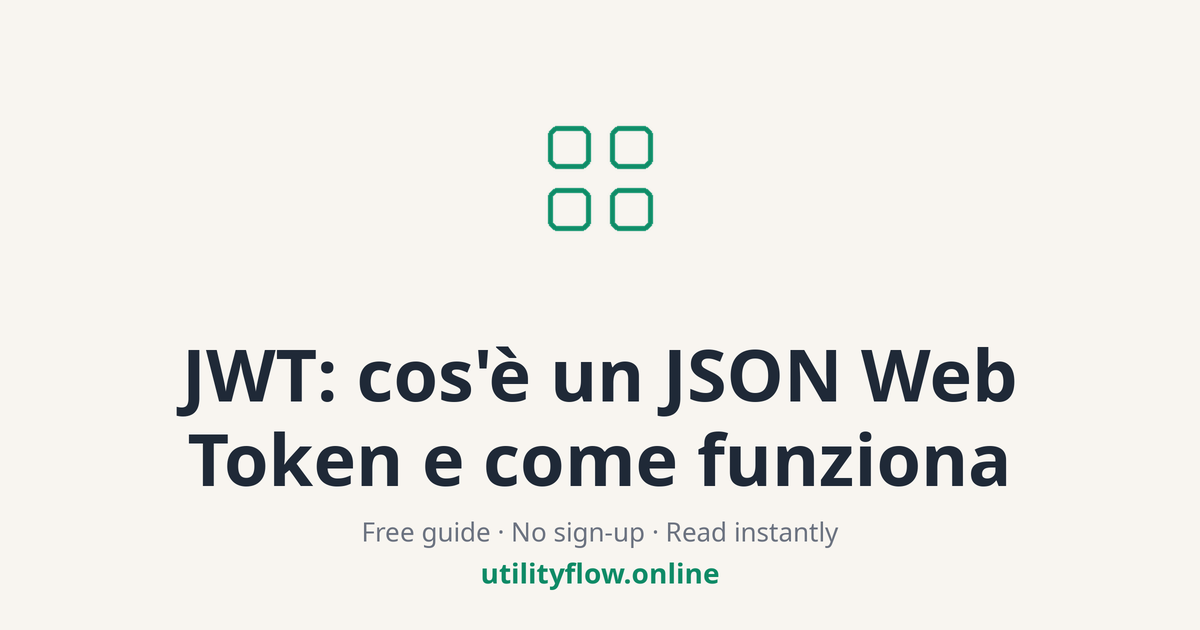 JWT: cos'è un JSON Web
Token e come funziona
Free guide · No sign-up · Read instantly
utilityflow.online